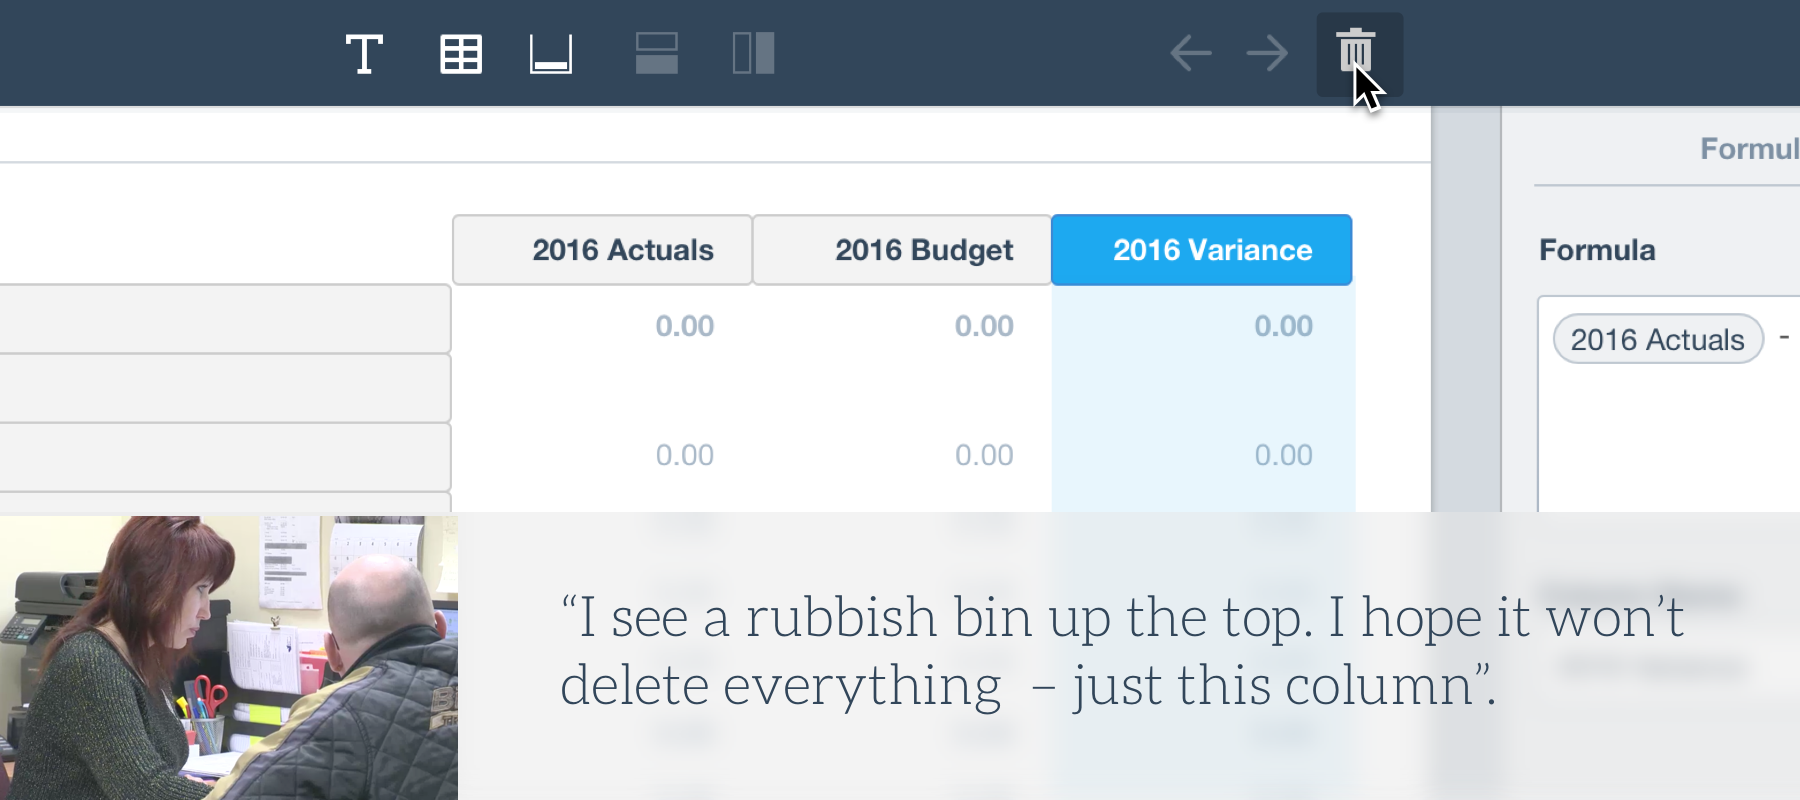 T
Formul
2016 Actuals 2016 Budget 2016 Variance
Formula
0.00 0.00 0.00
2016 Actuals -
0.00 0.00 0.00
“I see a rubbish bin up the top. I hope it won’t
delete everything – just this column”.